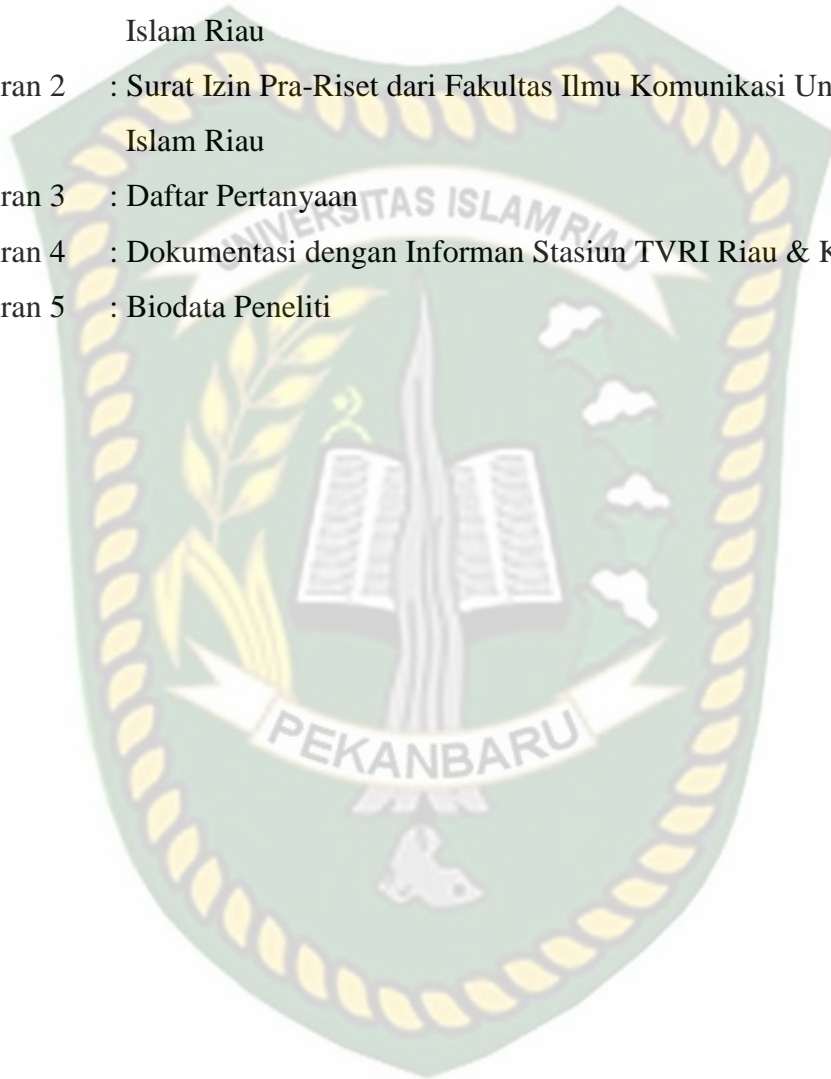 Islam Riau
ran 2 : Surat Izin Pra-Riset dari Fakultas Ilmu Komunikasi Un
Islam Riau
ran 3 : Daftar Pertanyaan
ran 4 : Dokumentasi dengan Informan Stasiun TVRI Riau & K
ran 5 : Biodata Peneliti
UNIVERSITAS ISLAM RIAU
PEKANBARU